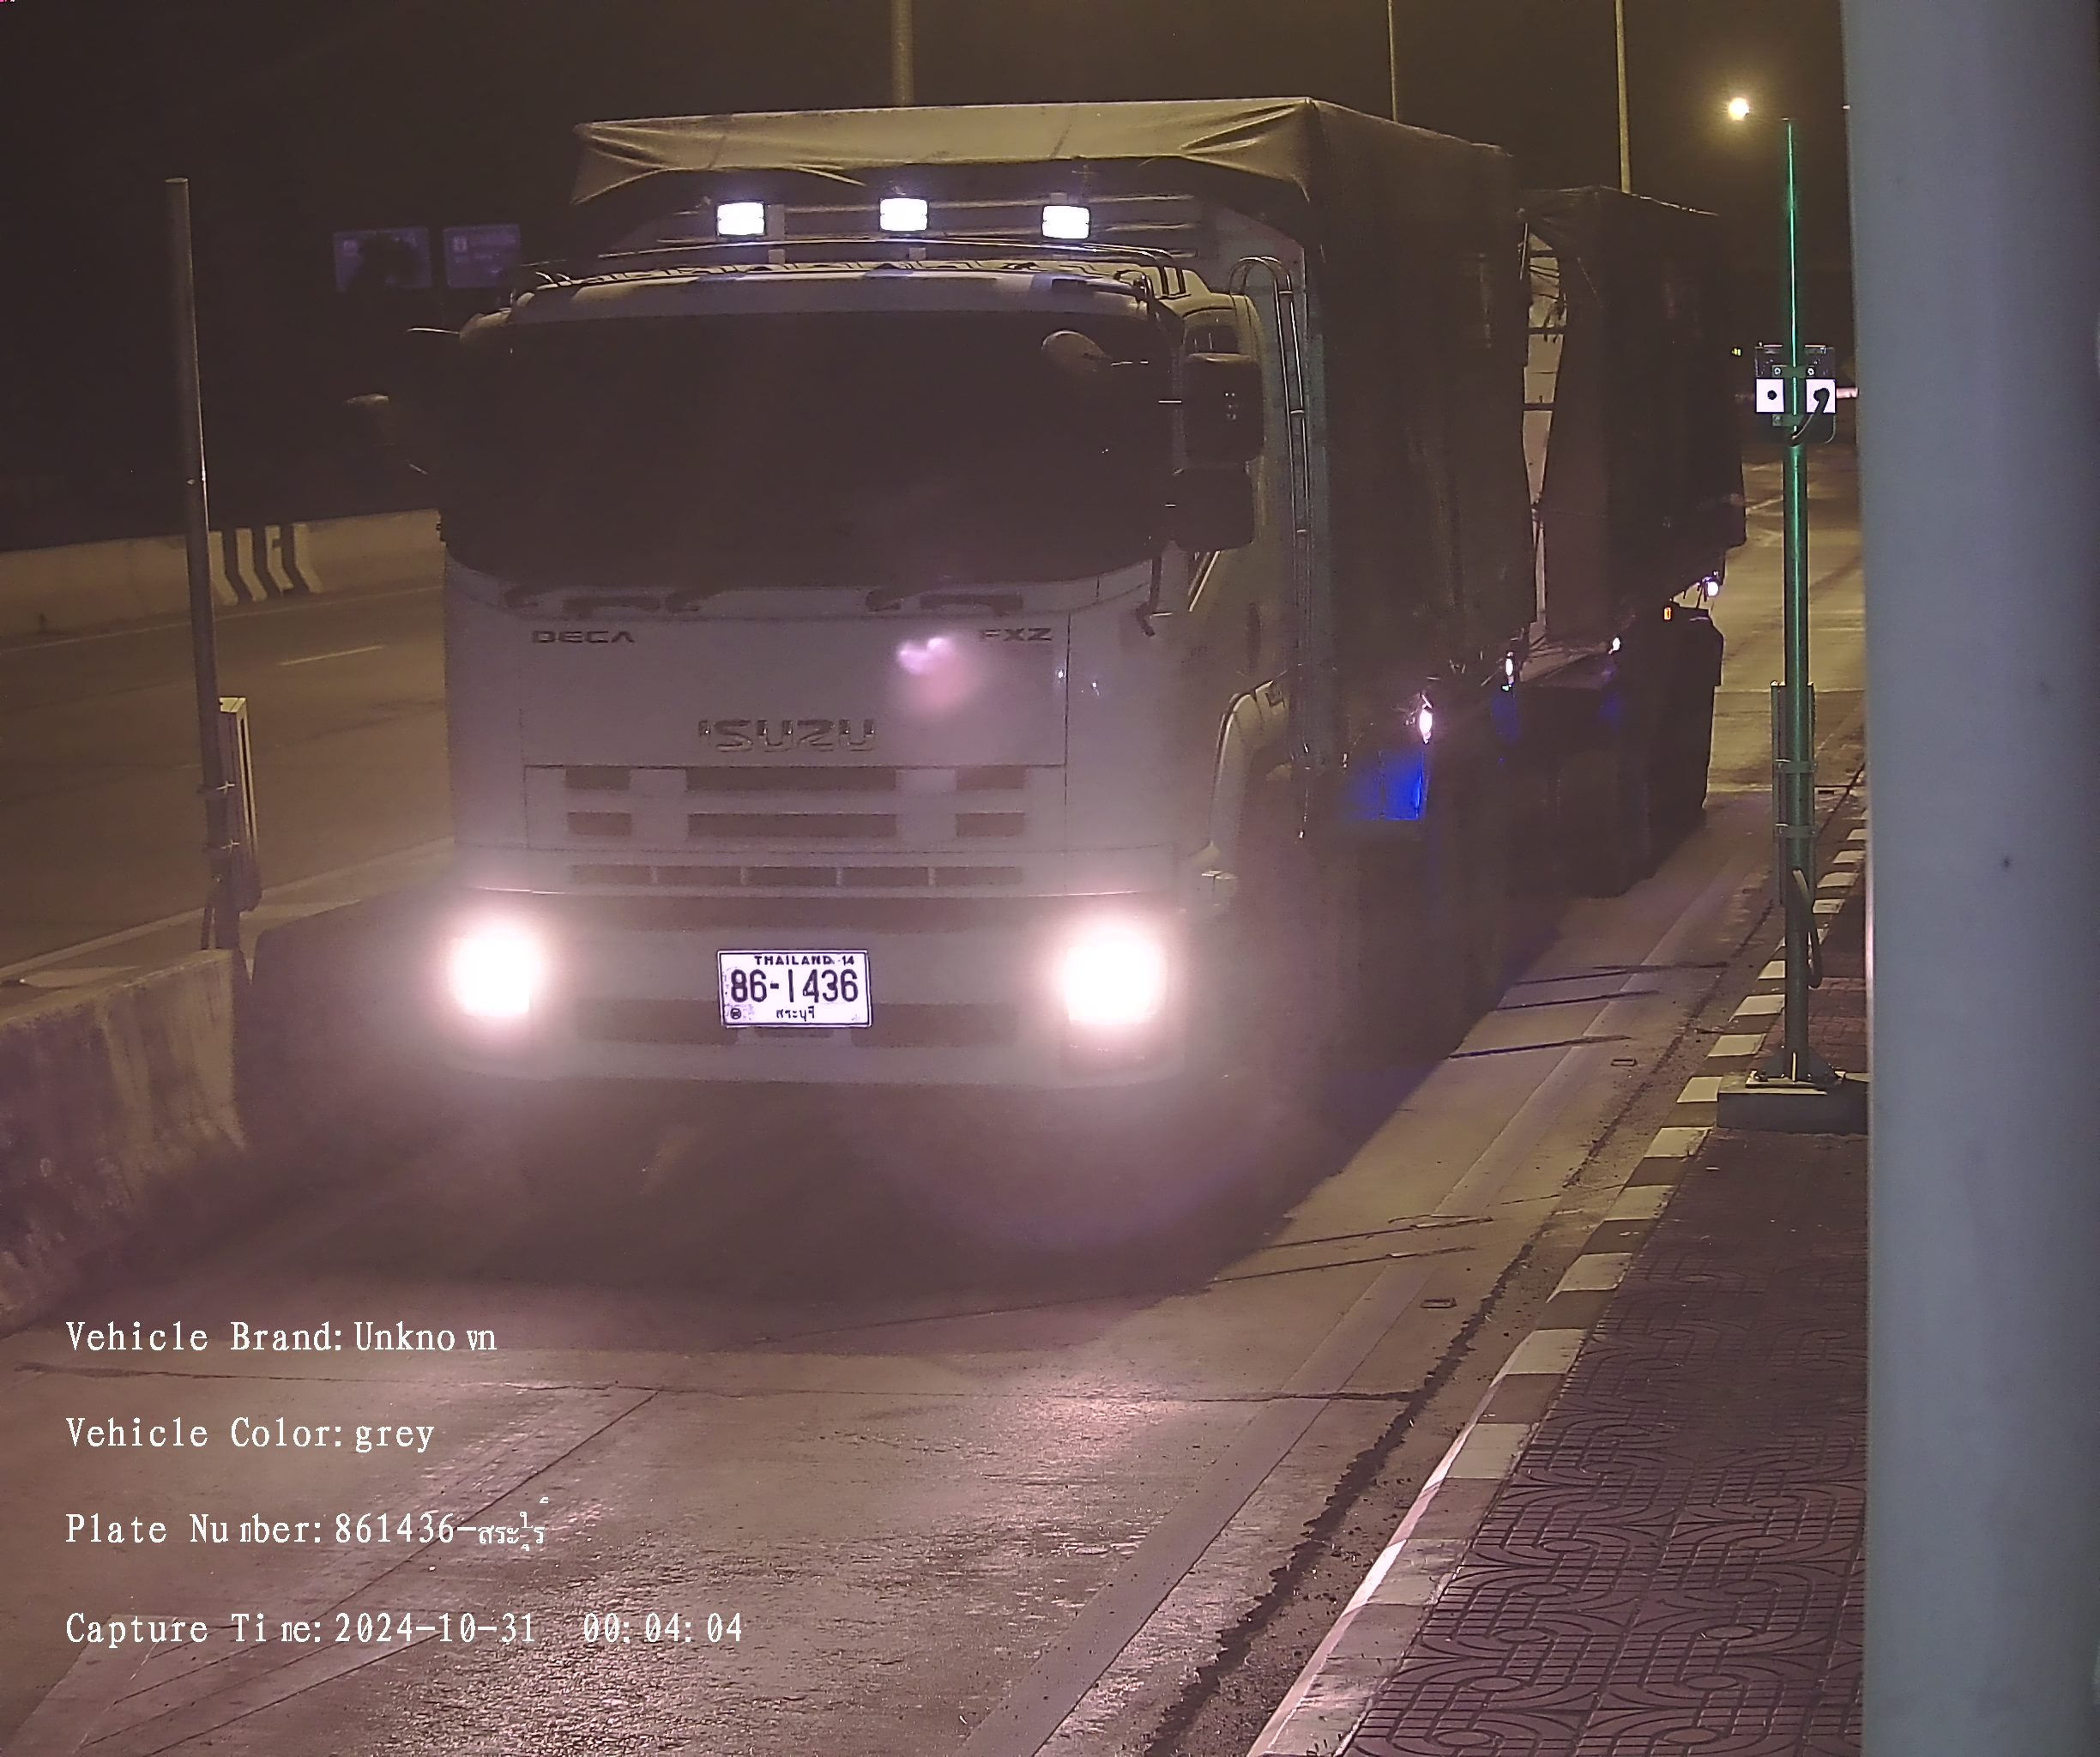 DECA FXZ
ISUZU
THAILAND 14
86-1436
สระบุรี
Vehicle Brand:Unknown
Vehicle Color:grey
Plate Number:861436-สระบุรี
Capture Time:2024-10-31 00:04:04